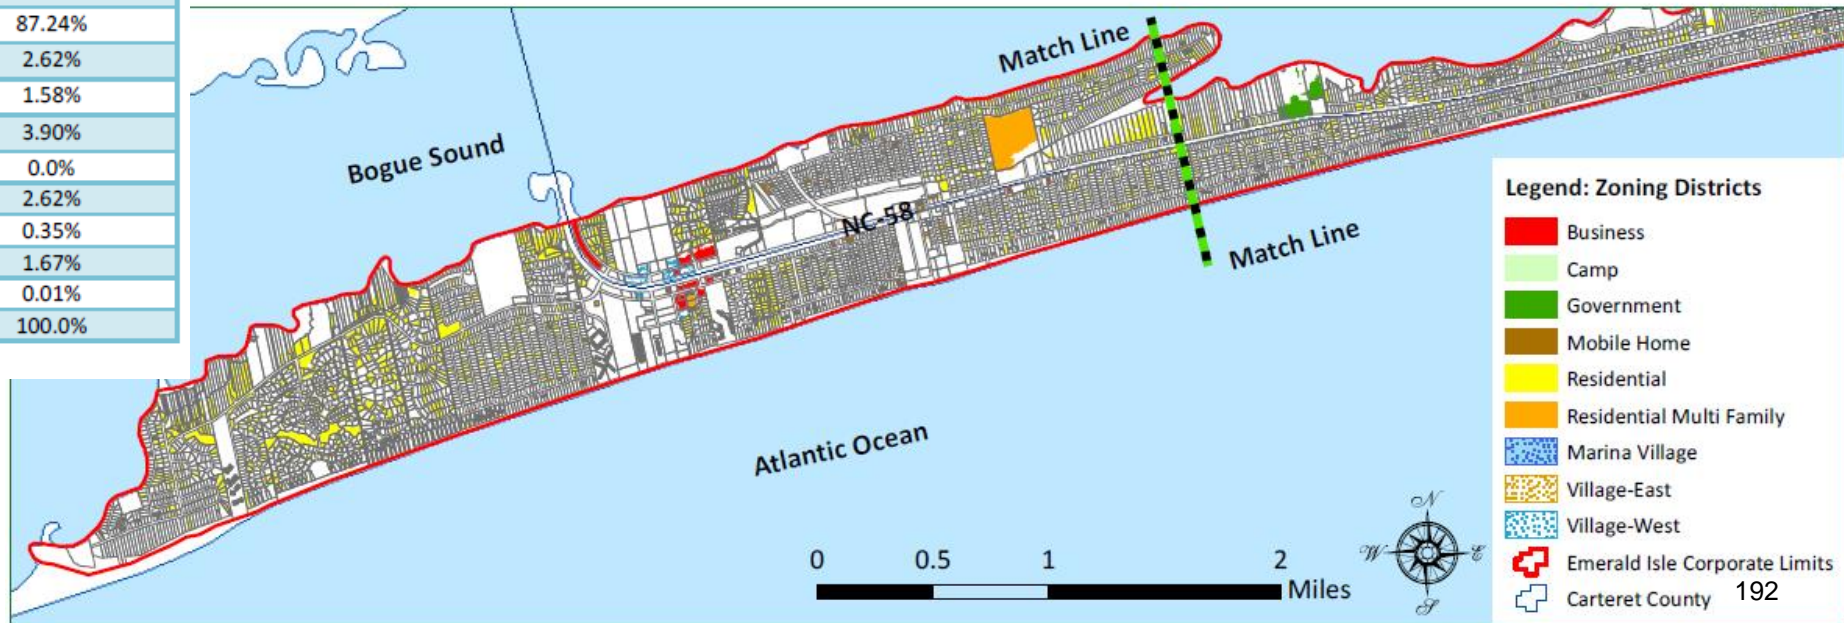 87.24%
2.62%
1.58%
3.90%
0.0%
2.62%
0.35%
1.67%
0.01%
100.0%
Match Line
Bogue Sound
NC-58
Match Line
Atlantic Ocean
N
W
E
S
0 0.5 1 2
Miles
Legend: Zoning Districts
Business
Camp
Government
Mobile Home
Residential
Residential Multi Family
Marina Village
Village-East
Village-West
Emerald Isle Corporate Limits
Carteret County
192